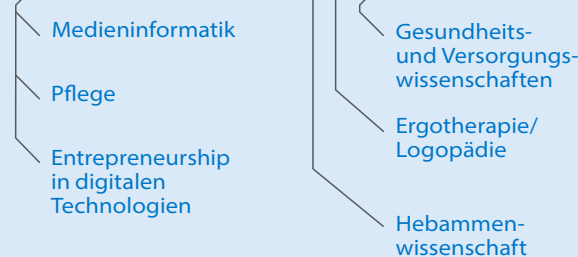 Medieninformatik
Pflege
Entrepreneurship
in digitalen
Technologien
Gesundheits-
und Versorgungs-
wissenschaften
Ergotherapie/
Logopädie
Hebammen-
wissenschaft